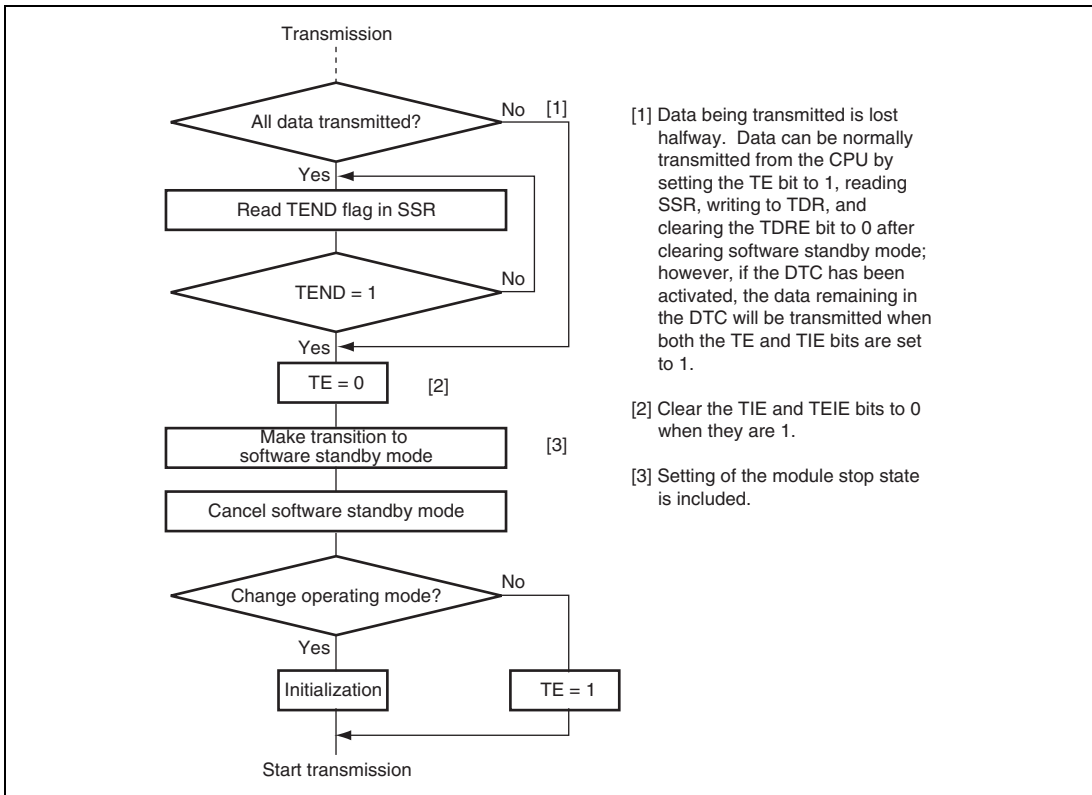 Transmission
All data transmitted?
No
[1]
Yes
Read TEND flag in SSR
TEND = 1
No
Yes
TE = 0
[2]
Make transition to
software standby mode
[3]
Cancel software standby mode
Change operating mode?
No
Yes
Initialization
TE = 1
Start transmission
[1] Data being transmitted is lost
halfway. Data can be normally
transmitted from the CPU by
setting the TE bit to 1, reading
SSR, writing to TDR, and
clearing the TDRE bit to 0 after
clearing software standby mode;
however, if the DTC has been
activated, the data remaining in
the DTC will be transmitted when
both the TE and TIE bits are set
to 1.
[2] Clear the TIE and TEIE bits to 0
when they are 1.
[3] Setting of the module stop state
is included.